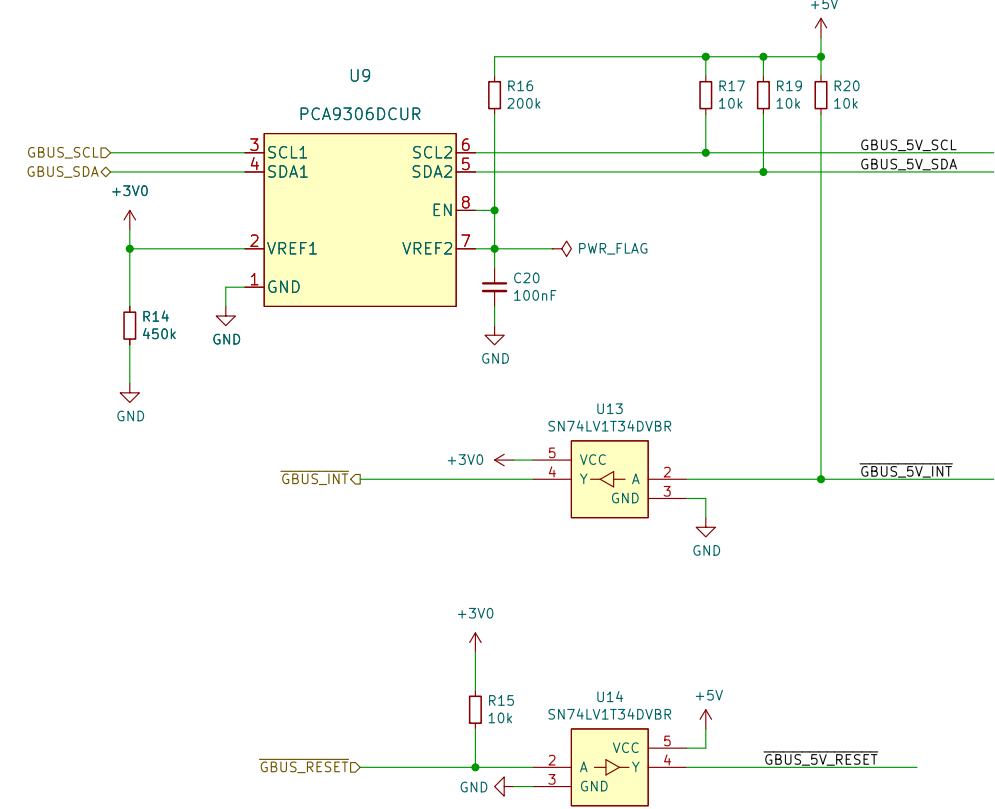 +5V
U9
PCA9306DCUR
R16
200k
R17
10k
R19
10k
R20
10k
GBUS_SCL
3
SCL1
SCL2
6
GBUS_5V_SCL
GBUS_SDA
4
SDA1
SDA2
5
GBUS_5V_SDA
+3V0
EN
8
2
VREF1
VREF2
7
PWR_FLAG
1
GND
C20
100nF
R14
450k
GND
GND
GND
U13
SN74LV1T34DVBR
+3V0
5
VCC
GBUS_INT
4
Y
A
2
GBUS_5V_INT
GND
3
GND
+3V0
R15
10k
U14
SN74LV1T34DVBR
+5V
VCC
5
GBUS_RESET
2
A
Y
4
GBUS_5V_RESET
GND
3
GND